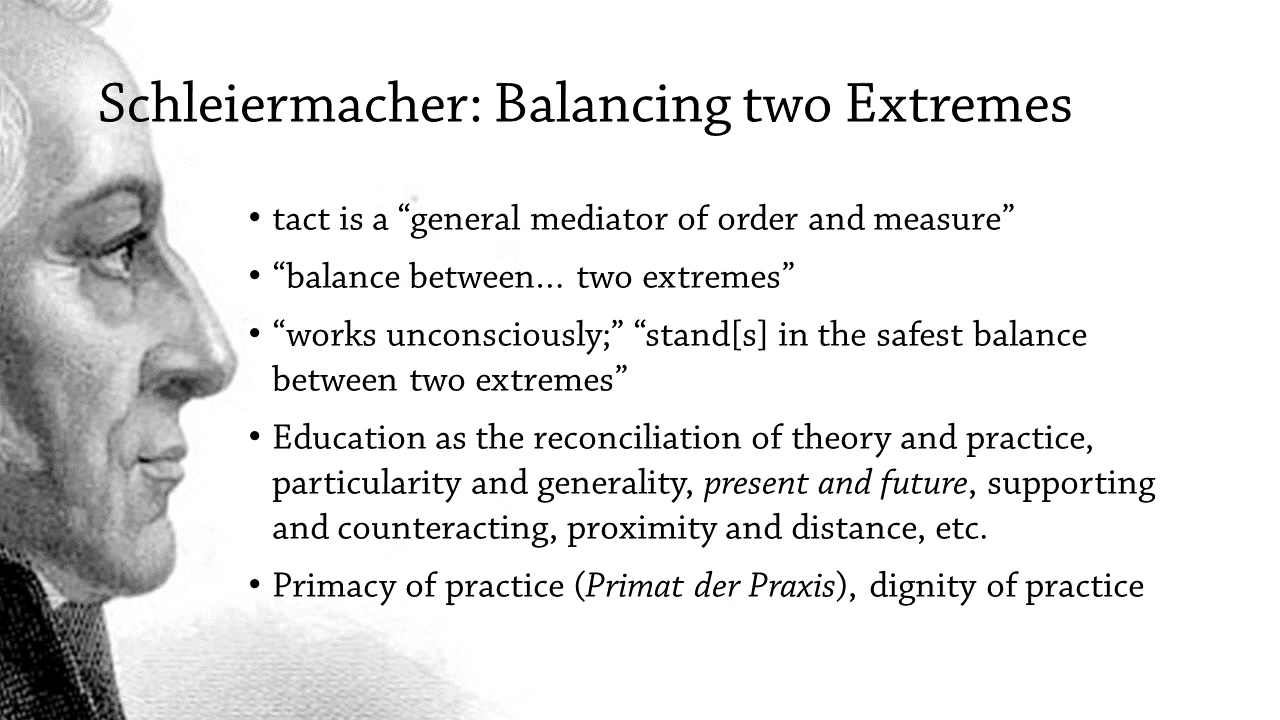 Schleiermacher: Balancing two Extremes
• tact is a “general mediator of order and measure”
• “balance between… two extremes”
• “works unconsciously;” “stand[s] in the safest balance
between two extremes”
• Education as the reconciliation of theory and practice,
particularity and generality, present and future, supporting
and counteracting, proximity and distance, etc.
• Primacy of practice (Primat der Praxis), dignity of practice